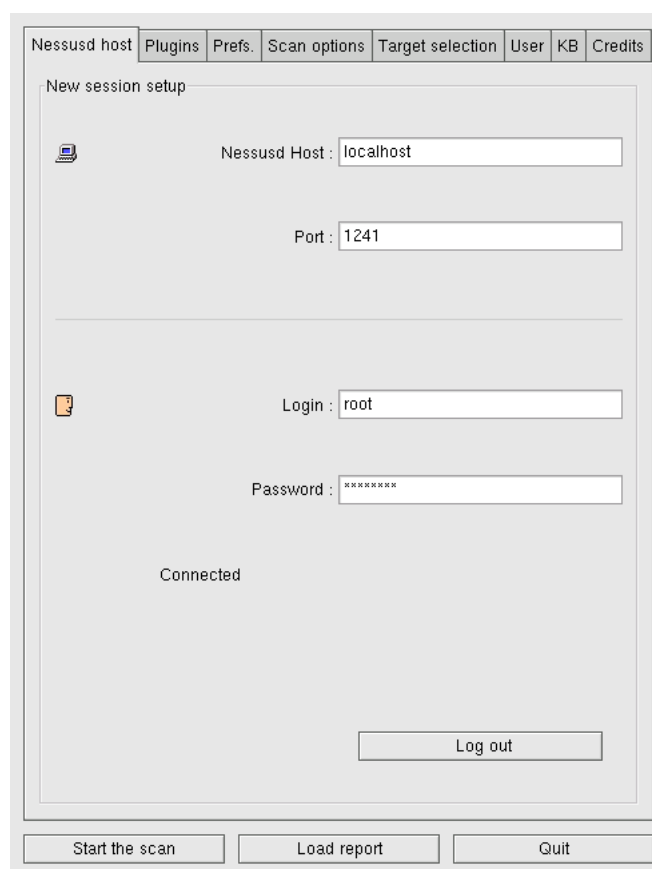 Nessusd host Plugins Prefs. Scan options Target selection User KB Credits
New session setup
Nessusd Host : localhost
Port : 1241
Login : root
Password : ********
Connected
Log out
Start the scan Load report Quit